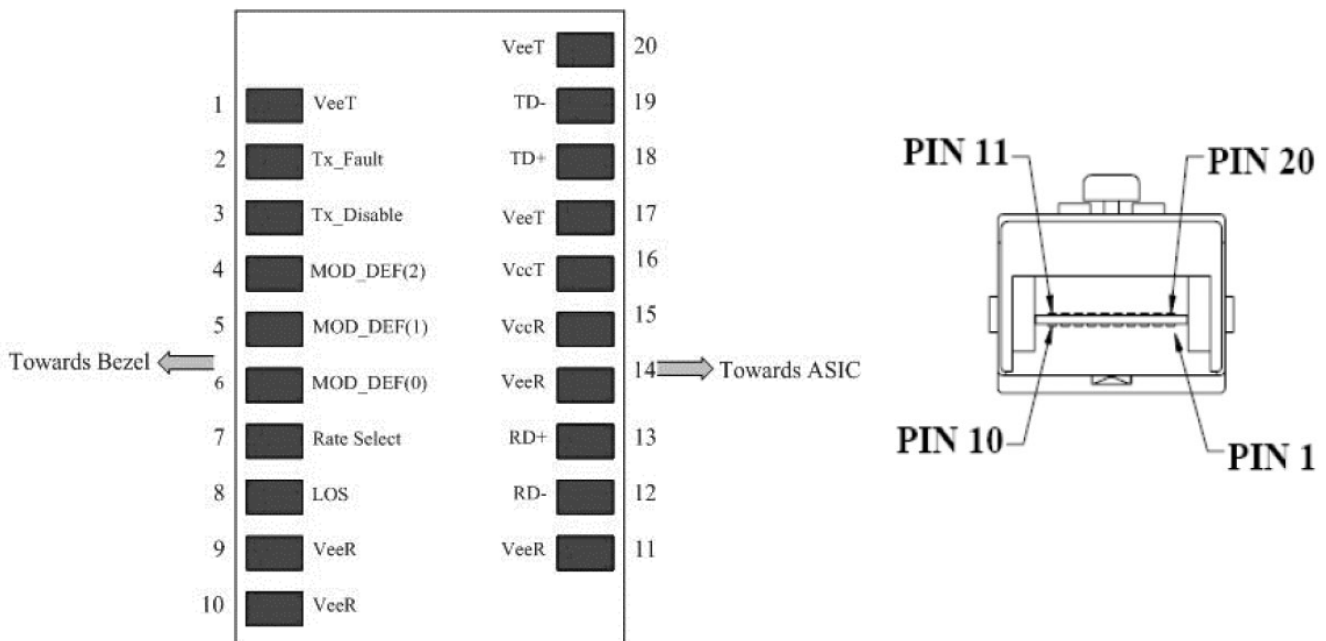 VeeT 20
1 VeeT TD- 19
2 Tx_Fault TD+ 18
3 Tx_Disable VeeT 17
4 MOD_DEF(2) VccT 16
5 MOD_DEF(1) VccR 15
Towards Bezel
6 MOD_DEF(0) VeeR 14 Towards ASIC
7 Rate Select RD+ 13
8 LOS RD- 12
9 VeeR VeeR 11
10 VeeR
PIN 11 PIN 20
PIN 10 PIN 1